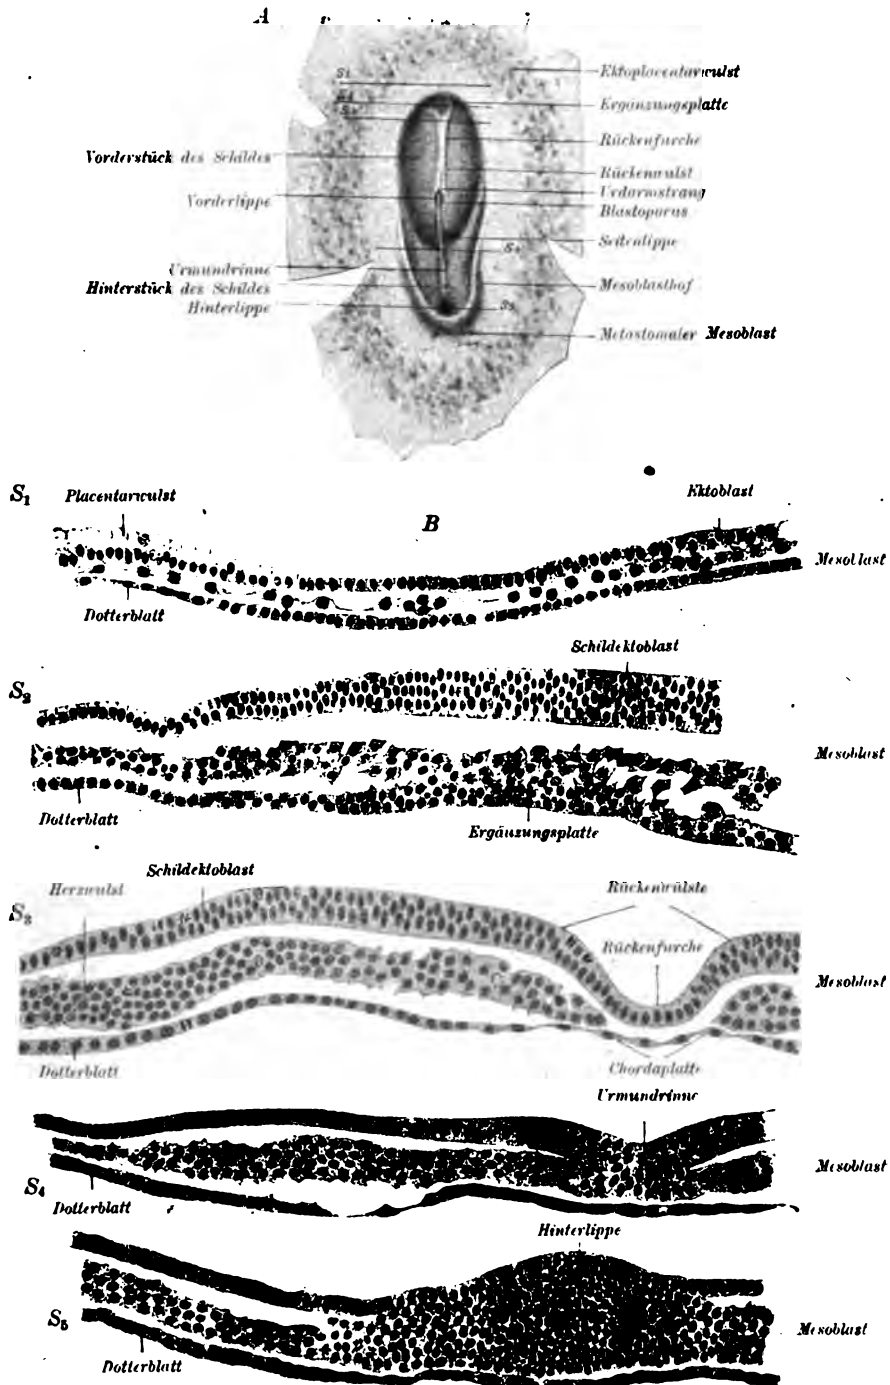 A
S₁
S₂
S₃
Vorderstück des Schildes
Vorderlippe
Urmundrinne
Hinterstück des Schildes
Hinterlippe
Ektoplacentarwulst
Ergänzungsplatte
Rückenfurche
Rückenwulst
Urdarmstrang
Blastoporus
Seitenlippe
S₄
Mesoblasthof
S₅
Metastomaler Mesoblast
S₁
Placentarwulst
B
Ektoblast
Mesoblast
Dotterblatt
Schildektoblast
S₂
Mesoblast
Dotterblatt
Ergänzungsplatte
Schildektoblast
Herzwulst
Rückenwülste
S₃
Rückenfurche
Mesoblast
Dotterblatt
Chordaplatte
Urmundrinne
Mesoblast
S₄
Dotterblatt
Hinterlippe
S₅
Mesoblast
Dotterblatt